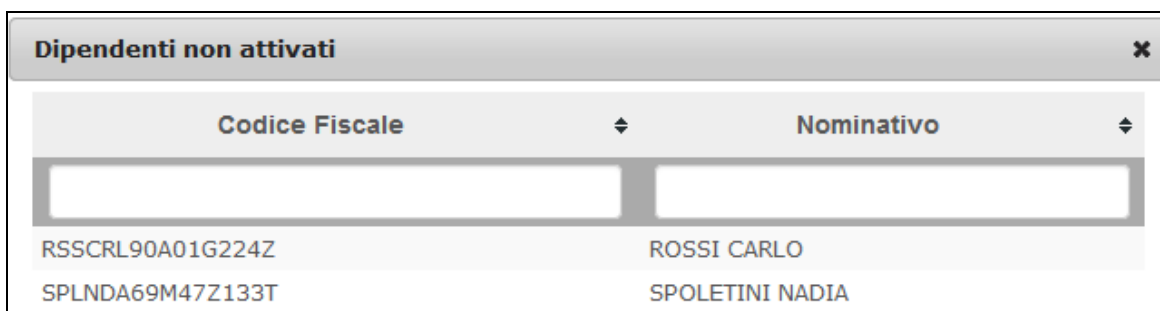 Dipendenti non attivati
Codice Fiscale Nominativo
RSSCRL90A01G224Z ROSSI CARLO
SPLNDA69M47Z133T SPOLETINI NADIA